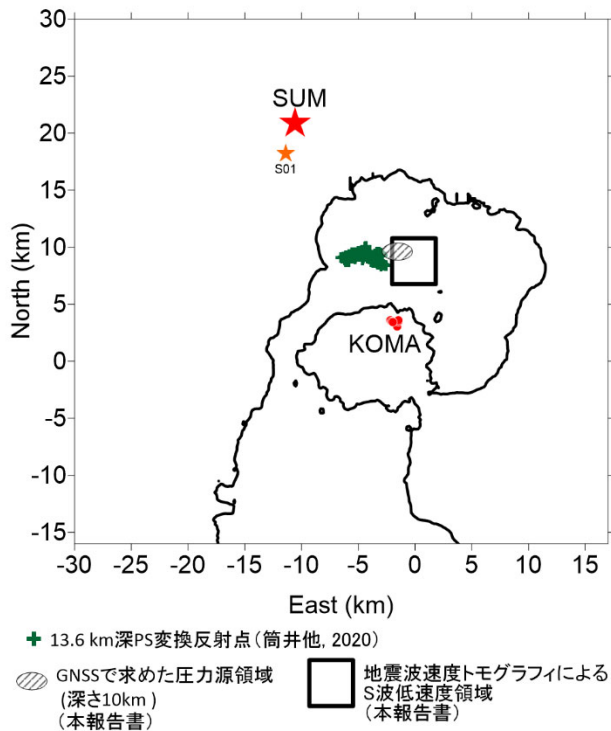 30
25
20
15
10
5
0
-5
-10
-15
North (km)
SUM
S01
KOMA
-30 -25 -20 -15 -10 -5 0 5 10 15
East (km)
13.6 km深PS変換反射点(筒井他, 2020)
GNSSで求めた圧力源領域
(深さ10km)
(本報告書)
地震波速度トモグラフィによる
S波低速度領域
(本報告書)